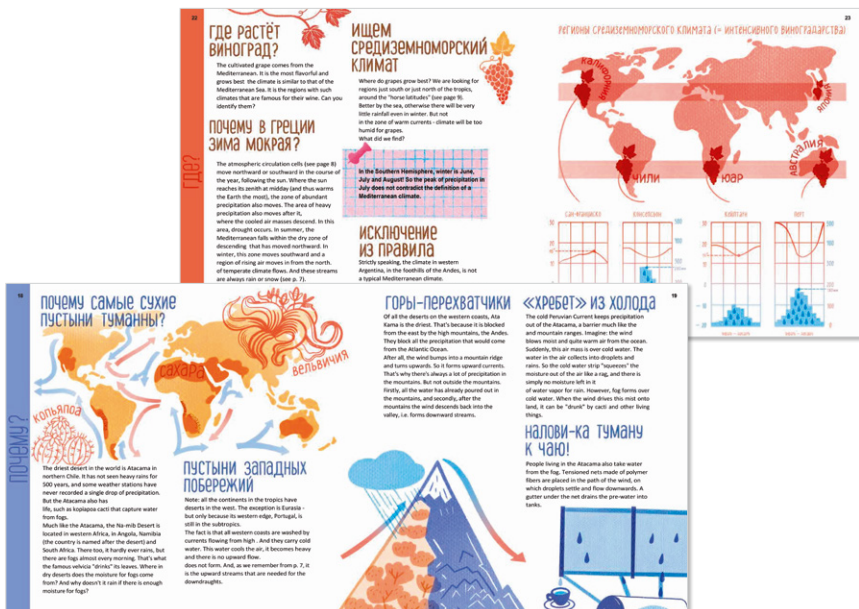 22
ГДЕ?
ГДЕ РАСТЁТ
ВИНОГРАД?
The cultivated grape comes from the
Mediterranean. It is the most flavorful and
grows best the climate is similar to that of the
Mediterranean Sea. It is the regions with such
climates that are famous for their wine. Can you
identify them?
ПОЧЕМУ В ГРЕЦИИ
ЗИМА МОКРАЯ?
The atmospheric circulation cells (see page 8)
move northward or southward in the course of
the year, following the sun. Where the sun
reaches its zenith at midday (and thus warms
the Earth the most), the zone of abundant
precipitation also moves. The area of heavy
precipitation also moves after it,
where the cooled air masses descend. In this
area, drought occurs. In summer, the
Mediterranean falls within the dry zone of
descending that has moved northward. In
winter, this zone moves southward and a
region of rising air moves in from the north.
of temperate climate flows. And these streams
are always rain or snow (see p. 7).
ИЩЕМ
СРЕДИЗЕМНОМОРСКИЙ
КЛИМАТ
Where do grapes grow best? We are looking for
regions just south or just north of the tropics,
around the "horse latitudes" (see page 9).
Better by the sea, otherwise there will be very
little rainfall even in winter. But not
in the zone of warm currents - climate will be too
humid for grapes.
What did we find?
In the Southern Hemisphere, winter is June,
July and August! So the peak of precipitation in
July does not contradict the definition of a
Mediterranean climate.
ИСКЛЮЧЕНИЕ
ИЗ ПРАВИЛА
Strictly speaking, the climate in western
Argentina, in the foothills of the Andes, is not
a typical Mediterranean climate.
23
РЕГИОНЫ СРЕДИЗЕМНОМОРСКОГО КЛИМАТА (= ИНТЕНСИВНОГО ВИНОГРАДАРСТВА)
КАЛИФОРНИЯ
ЯПОНИЯ
ЧИЛИ
ЮАР
АВСТРАЛИЯ
САН-ФРАНЦИСКО
КОНСЕПСЬОН
КЕЙПТАУН
ПЕРТ
18
ПОЧЕМУ?
ПОЧЕМУ САМЫЕ СУХИЕ
ПУСТЫНИ ТУМАННЫ?
САХАРА
ВЕЛЬВИЧИЯ
КОПЬЯПОА
The driest desert in the world is Atacama in
northern Chile. It has not seen heavy rains for
500 years, and some weather stations have
never recorded a single drop of precipitation.
But the Atacama also has
life, such as kopiapoa cacti that capture water
from fogs.
Much like the Atacama, the Na-mib Desert is
located in western Africa, in Angola, Namibia
(the country is named after the desert) and
South Africa. There too, it hardly ever rains, but
there are fogs almost every morning. That's what
the famous velvicia "drinks" its leaves. Where in
dry deserts does the moisture for fogs come
from? And why doesn't it rain if there is enough
moisture for fogs?
ПУСТЫНИ ЗАПАДНЫХ
ПОБЕРЕЖИЙ
Note: all the continents in the tropics have
deserts in the west. The exception is Eurasia -
but only because its western edge, Portugal, is
still in the subtropics.
The fact is that all western coasts are washed by
currents flowing from high . And they carry cold
water. This water cools the air, it becomes heavy
and there is no upward flow.
does not form. And, as we remember from p. 7, it
is the upward streams that are needed for the
downdraughts.
ГОРЫ-ПЕРЕХВАТЧИКИ
Of all the deserts on the western coasts, Ata
Kama is the driest. That's because it is blocked
from the east by the high mountains, the Andes.
They block all the precipitation that would come
from the Atlantic Ocean.
After all, the wind bumps into a mountain ridge
and turns upwards. So it forms upward currents.
That's why there's always a lot of precipitation in
the mountains. But not outside the mountains.
Firstly, all the water has already poured out in
the mountains, and secondly, after the
mountains the wind descends back into the
valley, i.e. forms downward streams.
19
«ХРЕБЕТ» ИЗ ХОЛОДА
The cold Peruvian Current keeps precipitation
out of the Atacama, a barrier much like the
and mountain ranges. Imagine: the wind
blows moist and quite warm air from the ocean.
Suddenly, this air mass is over cold water. The
water in the air collects into droplets and
rains. So the cold water strip "squeezes" the
moisture out of the air like a rag, and there is
simply no moisture left in it
of water vapor for rain. However, fog forms over
cold water. When the wind drives this mist onto
land, it can be "drunk" by cacti and other living
things.
НАЛОВИ-КА ТУМАНУ
К ЧАЮ!
People living in the Atacama also take water
from the fog. Tensioned nets made of polymer
fibers are placed in the path of the wind, on
which droplets settle and flow downwards. A
gutter under the net drains the pre-water into
tanks.